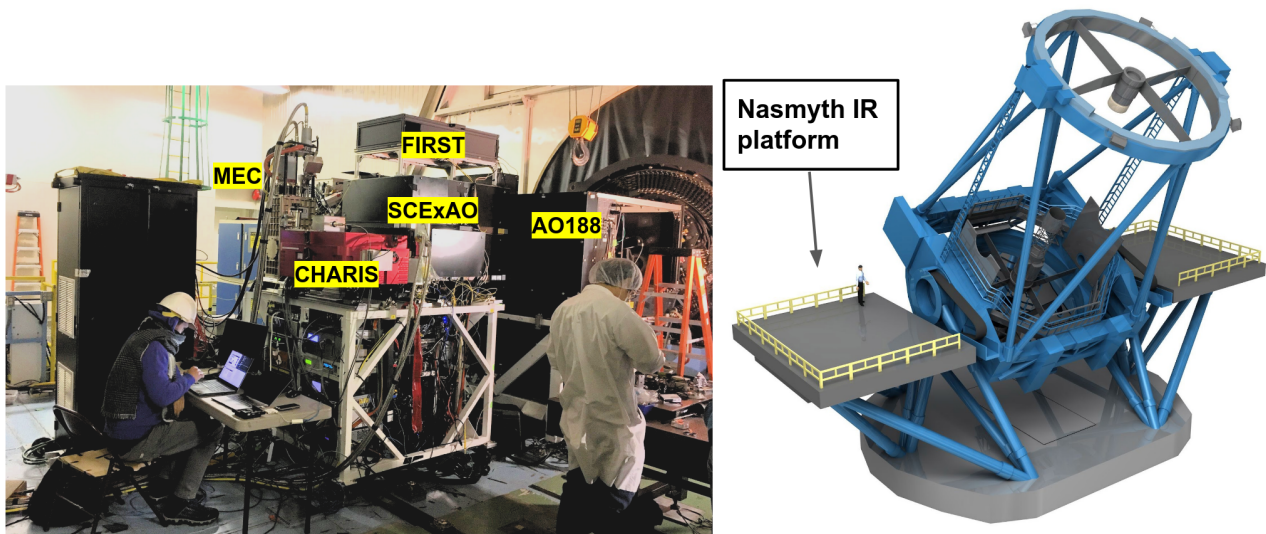 FIRST
MEC
SCExAO
AO188
CHARIS
Nasmyth IR
platform